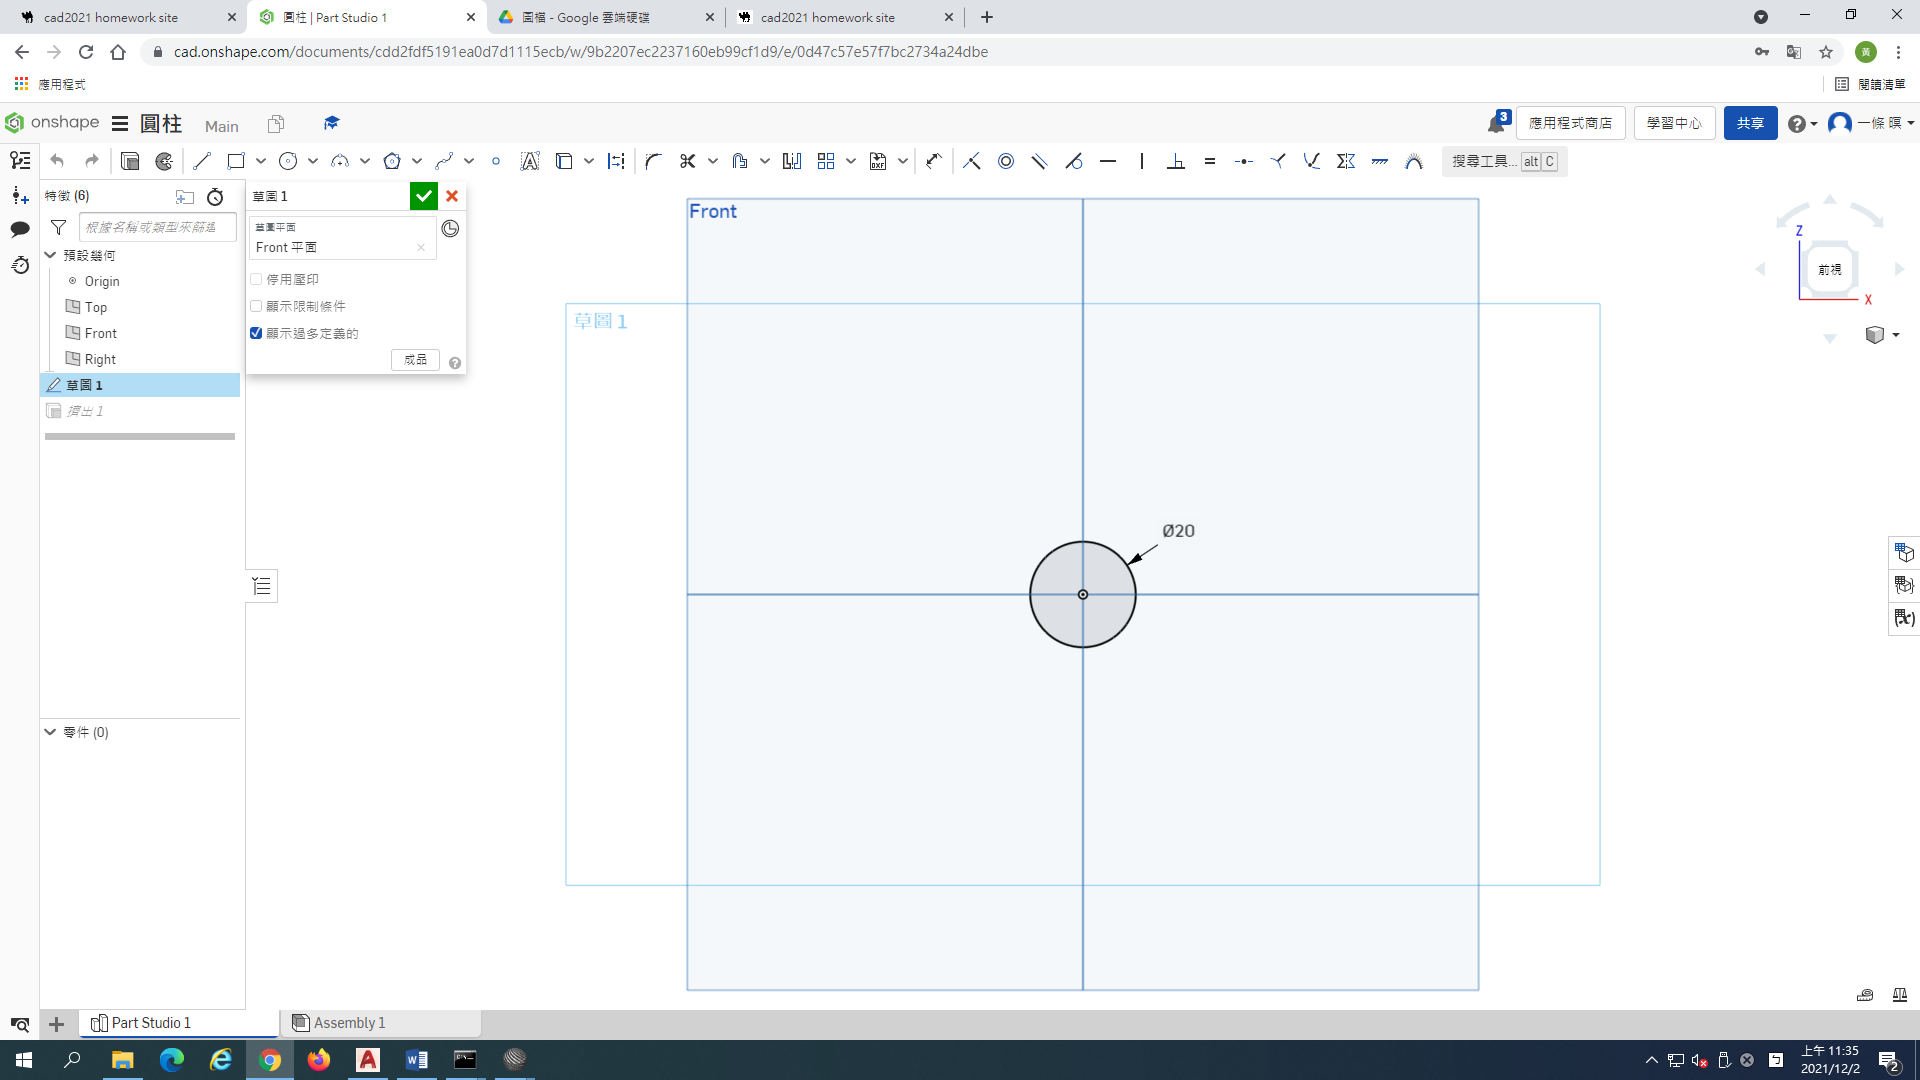 cad2021 homework site
圓柱 | Part Studio 1
圖檔 - Google 雲端硬碟
cad2021 homework site
cad.onshape.com/documents/cdd2fdf5191ea0d7d1115ecb/w/9b2207ec2237160eb99cf1d9/e/0d47c57e57f7bc2734a24dbe
黃
應用程式
閱讀清單
onshape
圓柱
Main
3
應用程式商店
學習中心
共享
一條 暝
DXF
搜尋工具... alt C
特徵 (6)
根據名稱或類型來篩選
預設幾何
Origin
Top
Front
Right
草圖 1
擠出 1
零件 (0)
草圖 1
草圖平面
Front 平面
停用壓印
顯示限制條件
顯示過多定義的
成品
Front
草圖 1
Ø20
Z
前視
X
Part Studio 1
Assembly 1
上午 11:35
2021/12/2
2